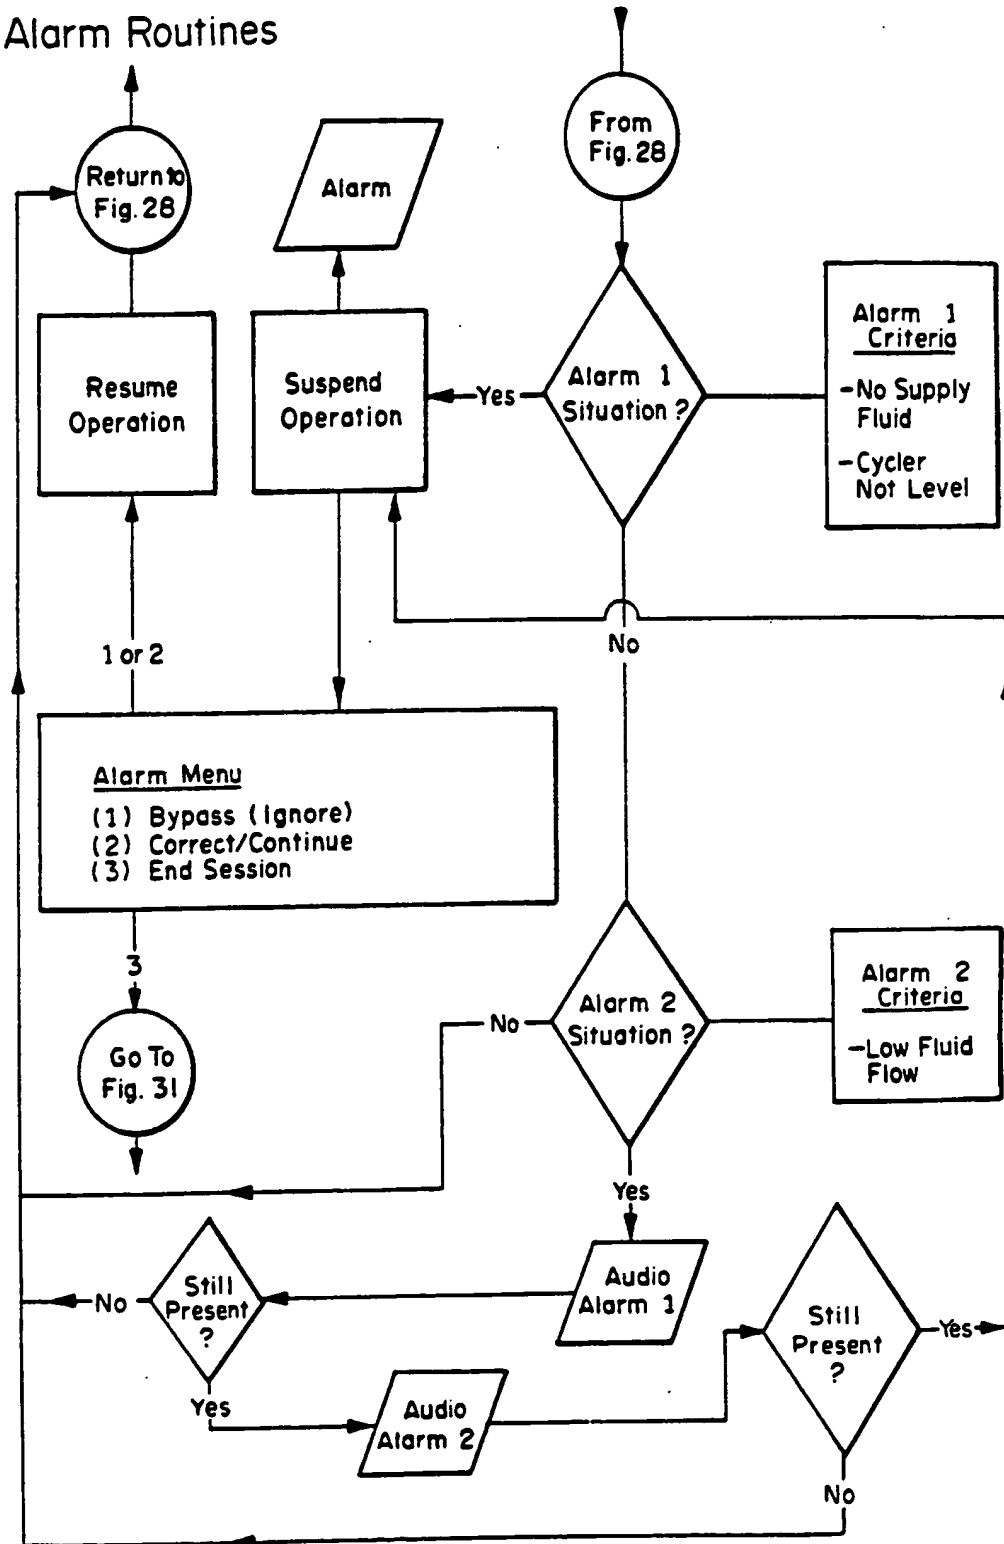 Alarm Routines
From
Fig. 28
Return to
Fig. 28
Alarm
Resume
Operation
Suspend
Operation
Yes
Alarm 1
Situation ?
Alarm 1
Criteria
-No Supply
Fluid
-Cycler
Not Level
1 or 2
No
Alarm Menu
(1) Bypass (Ignore)
(2) Correct/Continue
(3) End Session
3
Go To
Fig. 31
No
Alarm 2
Situation ?
Alarm 2
Criteria
-Low Fluid
Flow
Yes
No
Still
Present
?
Audio
Alarm 1
Still
Present
?
Yes
Yes
Audio
Alarm 2
No